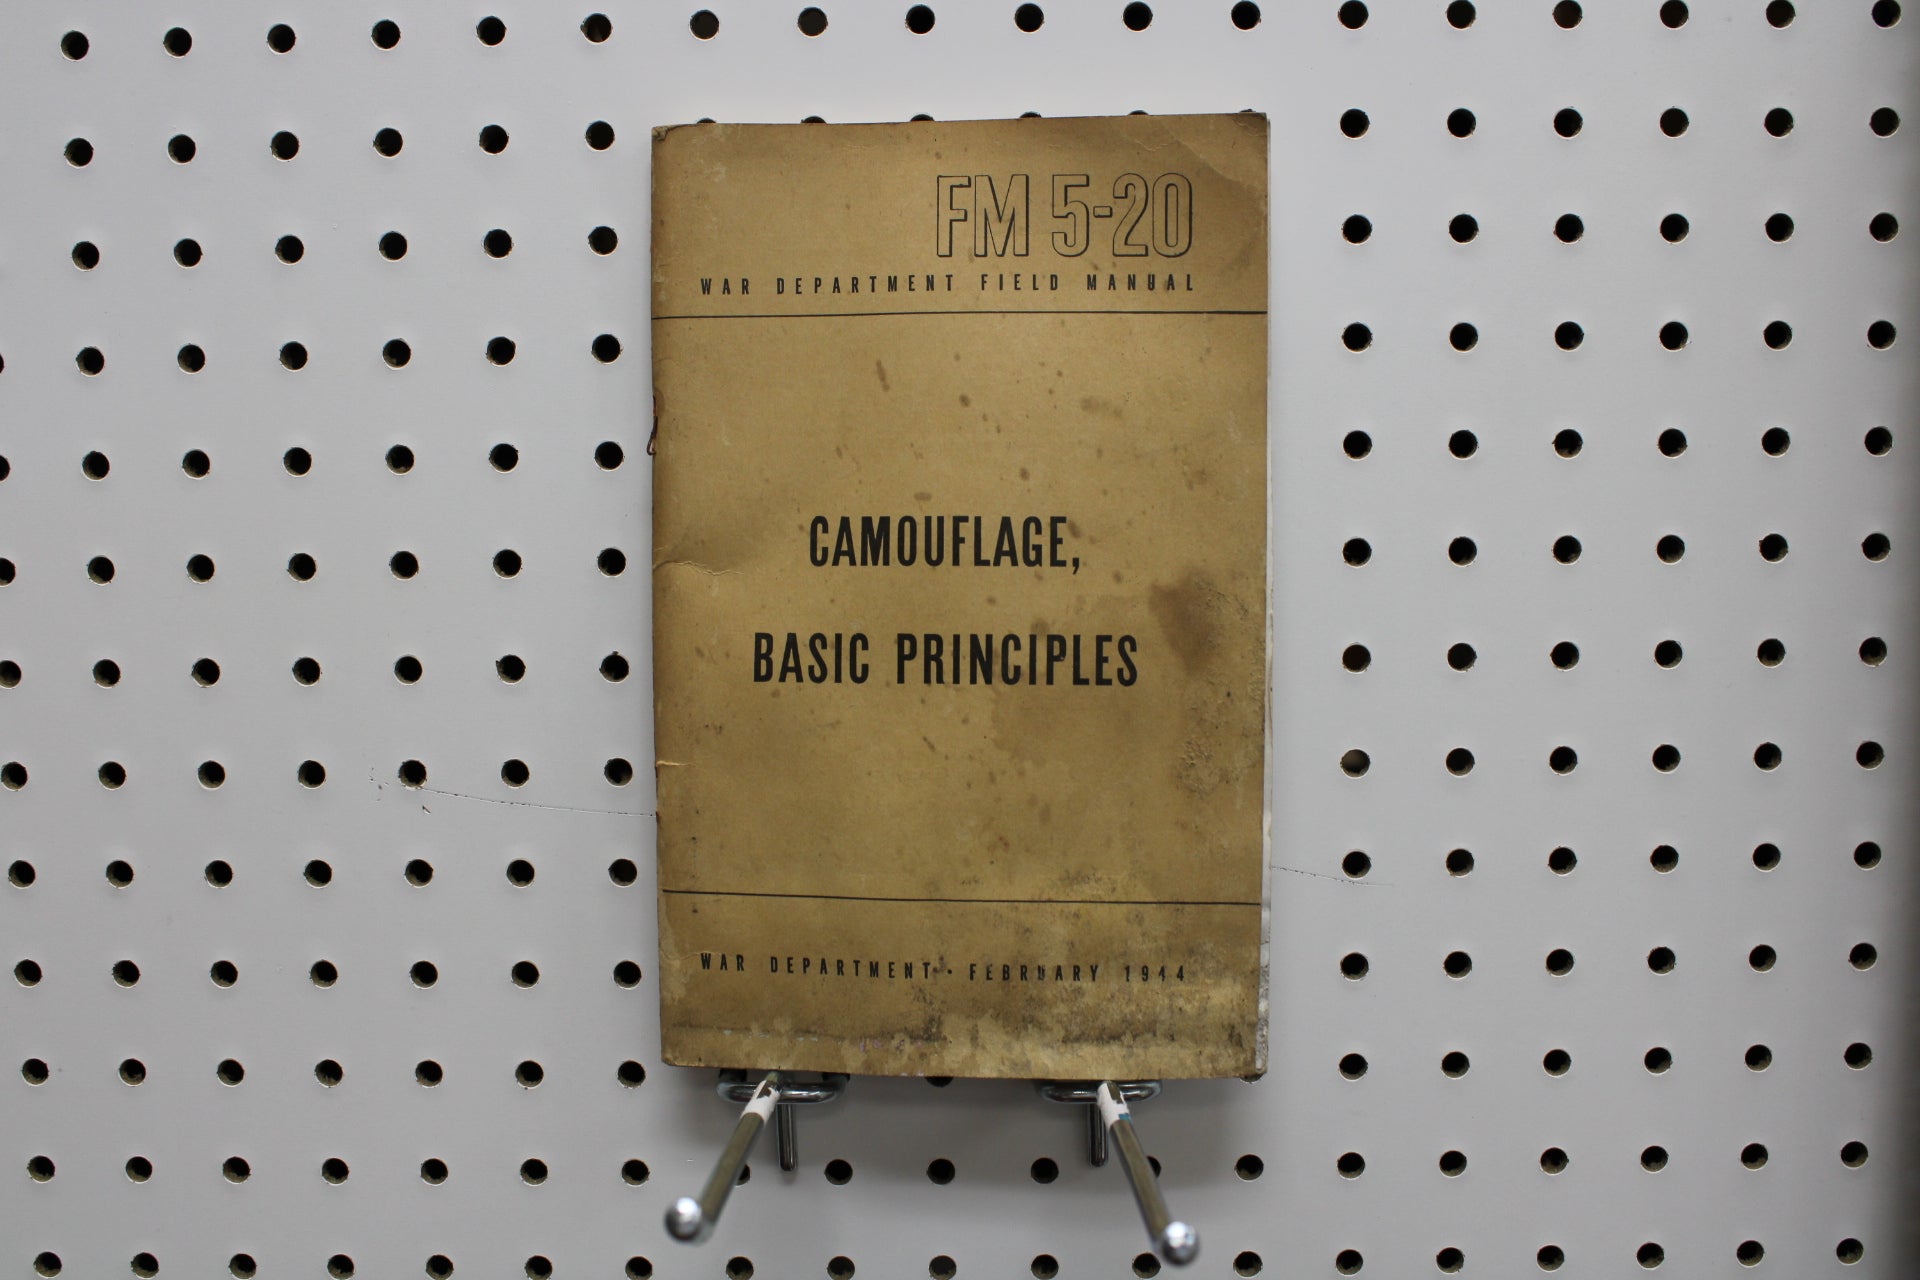 FM 5-20
WAR DEPARTMENT FIELD MANUAL
CAMOUFLAGE,
BASIC PRINCIPLES
WAR DEPARTMENT • FEBRUARY 1944